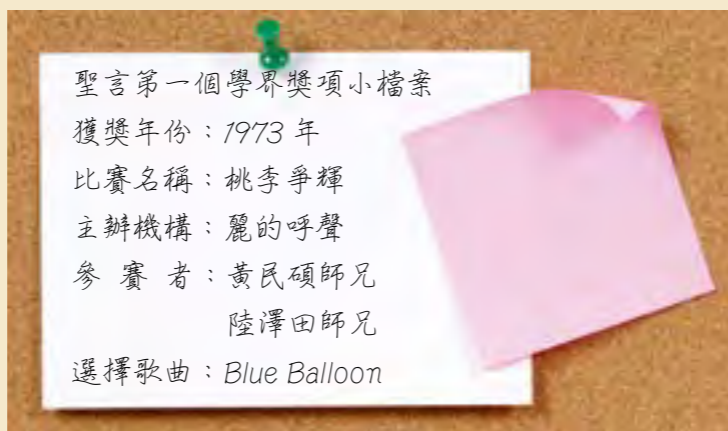 聖言第一個學界獎項小檔案
獲獎年份：1973 年
比賽名稱：桃李爭輝
主辦機構：麗的呼聲
參 賽 者：黃民碩師兄
陸澤田師兄
選擇歌曲：Blue Balloon